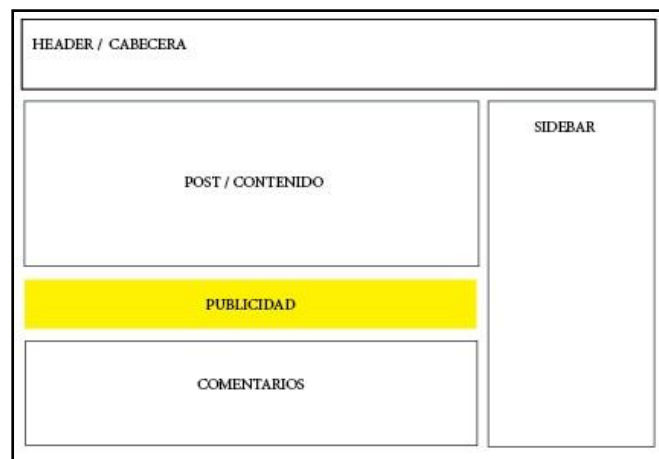 HEADER / CABECERA
POST / CONTENIDO
SIDEBAR
PUBLICIDAD
COMENTARIOS